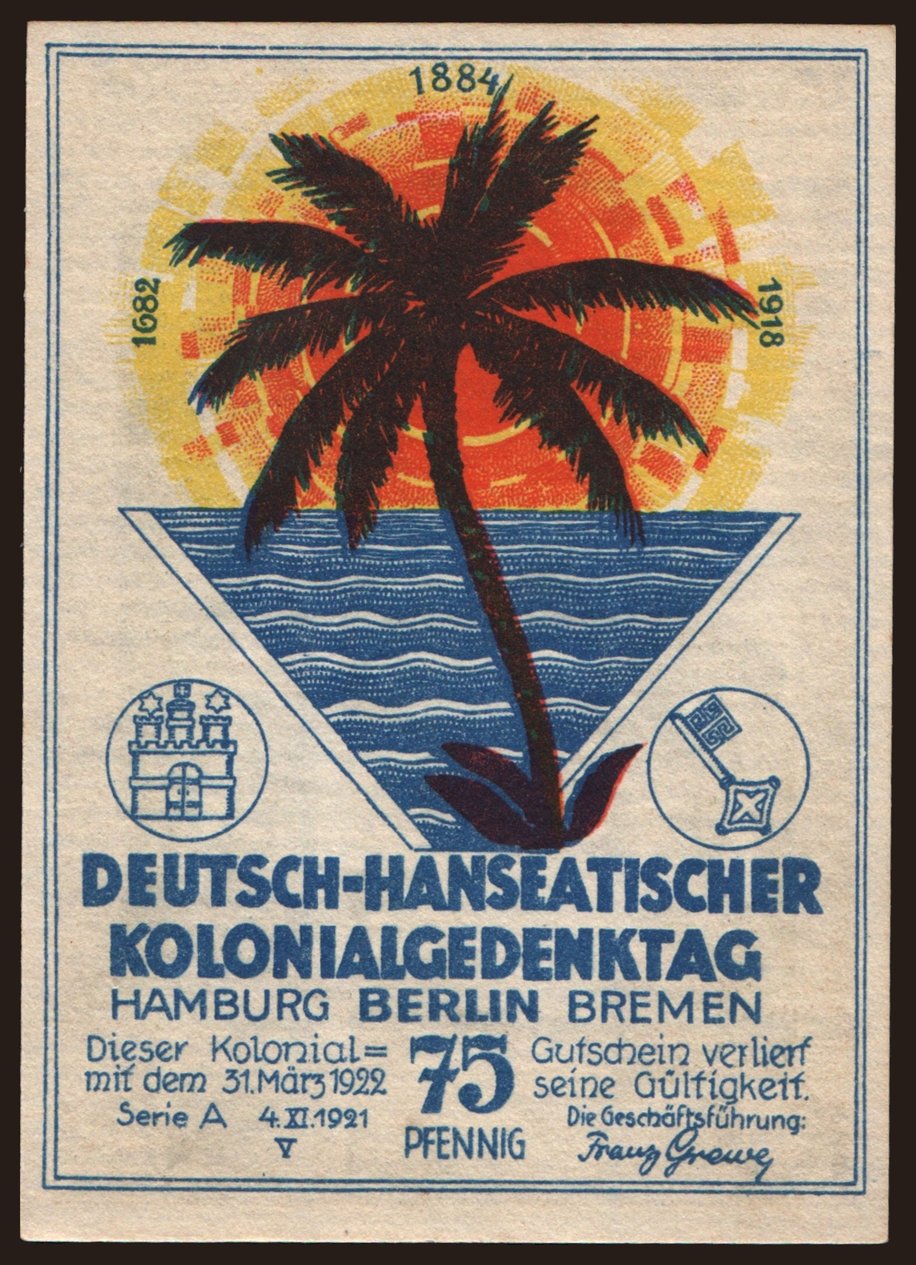 1884
1682
1918
DEUTSCH-HANSEATISCHER
KOLONIALGEDENKTAG
HAMBURG BERLIN BREMEN
Dieser Kolonial= 75 Gutschein verliert
mit dem 31. März 1922 seine Gültigkeit.
Serie A 4. XI. 1921 Die Geschäftsführung:
V PFENNIG Franz Grewe